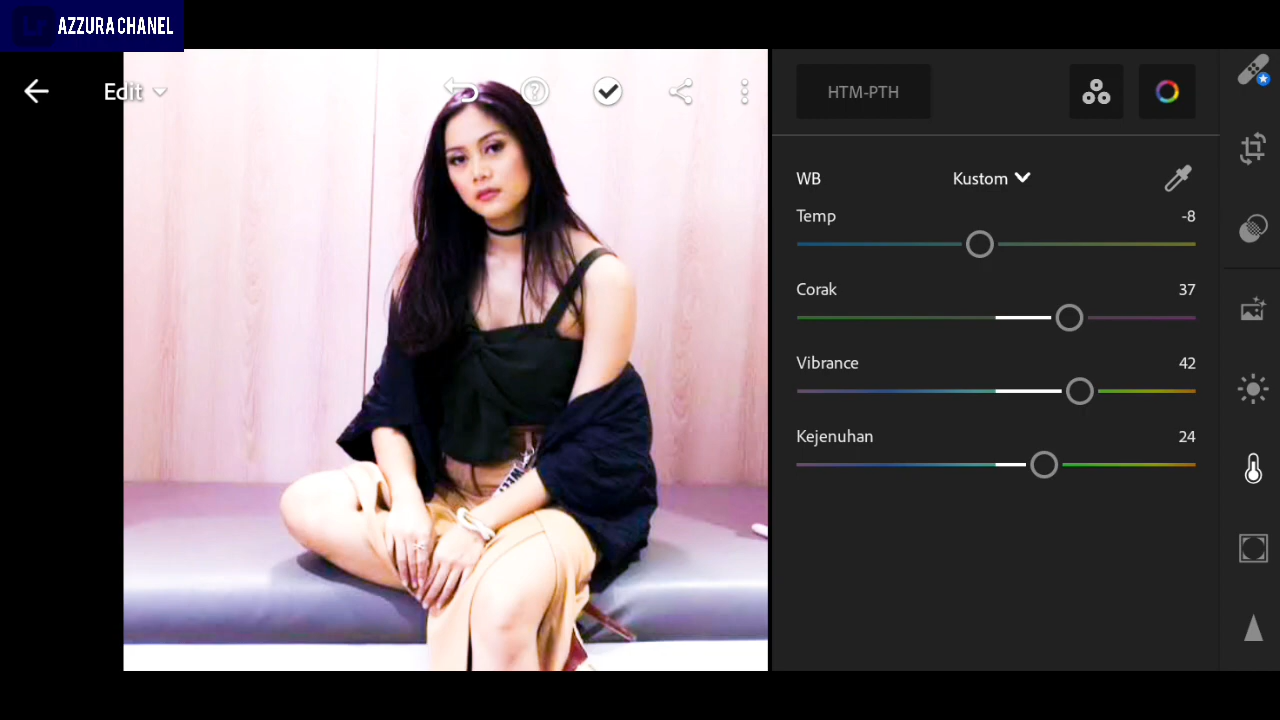 AZZURA CHANEL
Edit
HTM-PTH
WB
Kustom
Temp
-8
Corak
37
Vibrance
42
Kejenuhan
24